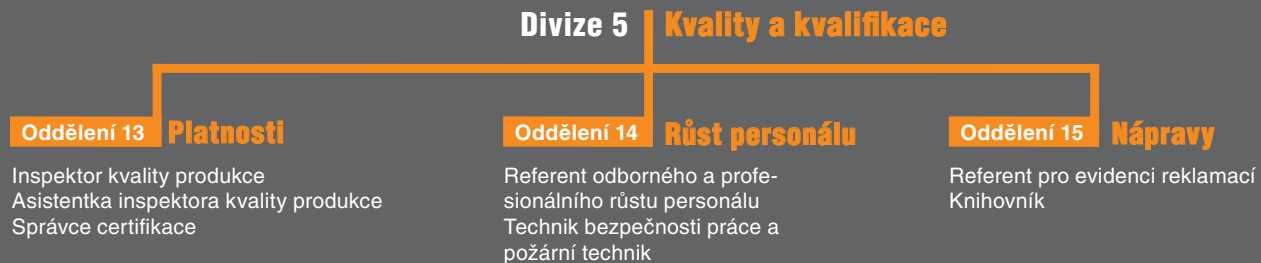 Divize 5 Kvality a kvalifikace
Oddělení 13 Platnosti
Inspektor kvality produkce
Asistentka inspektora kvality produkce
Správce certifikace
Oddělení 14 Růst personálu
Referent odborného a profe-
sionálního růstu personálu
Technik bezpečnosti práce a
požární technik
Oddělení 15 Nápravy
Referent pro evidenci reklamací
Knihovník